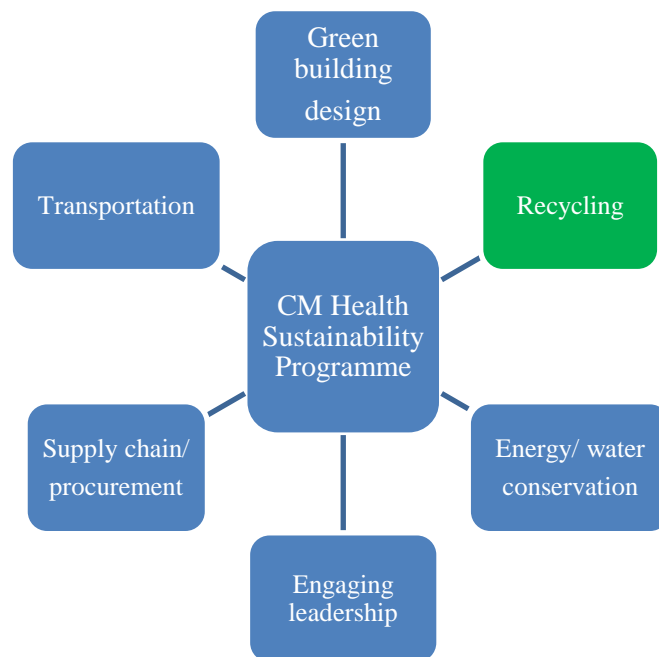 Green
building
design
Transportation
Recycling
CM Health
Sustainability
Programme
Supply chain/
procurement
Energy/ water
conservation
Engaging
leadership